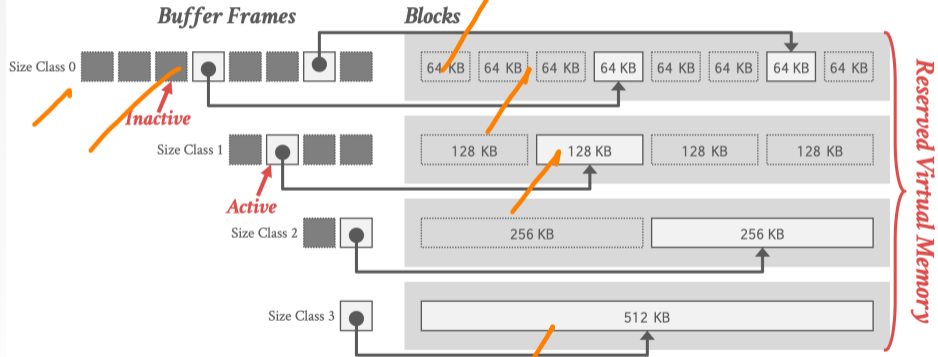 Buffer Frames Blocks
Size Class 0 64 KB 64 KB 64 KB 64 KB 64 KB 64 KB 64 KB 64 KB
Inactive
Size Class 1 128 KB 128 KB 128 KB 128 KB
Active
Size Class 2 256 KB 256 KB
Size Class 3 512 KB
Reserved Virtual Memory